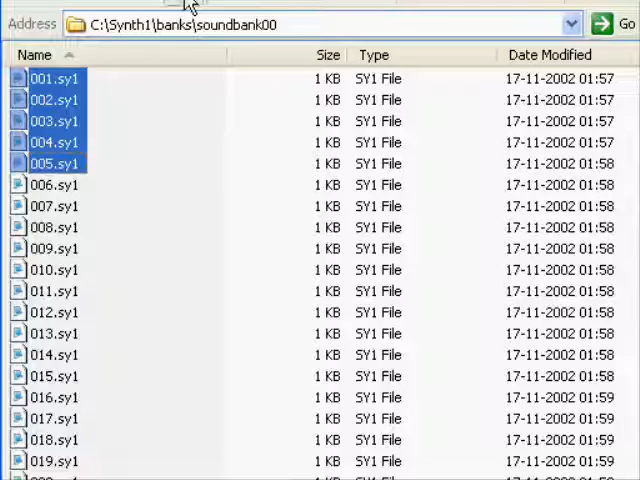 Address C:\Synth1\banks\soundbank00 Go
Name Size Type Date Modified
001.sy1 1 KB SY1 File 17-11-2002 01:57
002.sy1 1 KB SY1 File 17-11-2002 01:57
003.sy1 1 KB SY1 File 17-11-2002 01:57
004.sy1 1 KB SY1 File 17-11-2002 01:57
005.sy1 1 KB SY1 File 17-11-2002 01:58
006.sy1 1 KB SY1 File 17-11-2002 01:58
007.sy1 1 KB SY1 File 17-11-2002 01:58
008.sy1 1 KB SY1 File 17-11-2002 01:58
009.sy1 1 KB SY1 File 17-11-2002 01:58
010.sy1 1 KB SY1 File 17-11-2002 01:58
011.sy1 1 KB SY1 File 17-11-2002 01:58
012.sy1 1 KB SY1 File 17-11-2002 01:58
013.sy1 1 KB SY1 File 17-11-2002 01:58
014.sy1 1 KB SY1 File 17-11-2002 01:58
015.sy1 1 KB SY1 File 17-11-2002 01:58
016.sy1 1 KB SY1 File 17-11-2002 01:59
017.sy1 1 KB SY1 File 17-11-2002 01:59
018.sy1 1 KB SY1 File 17-11-2002 01:59
019.sy1 1 KB SY1 File 17-11-2002 01:59